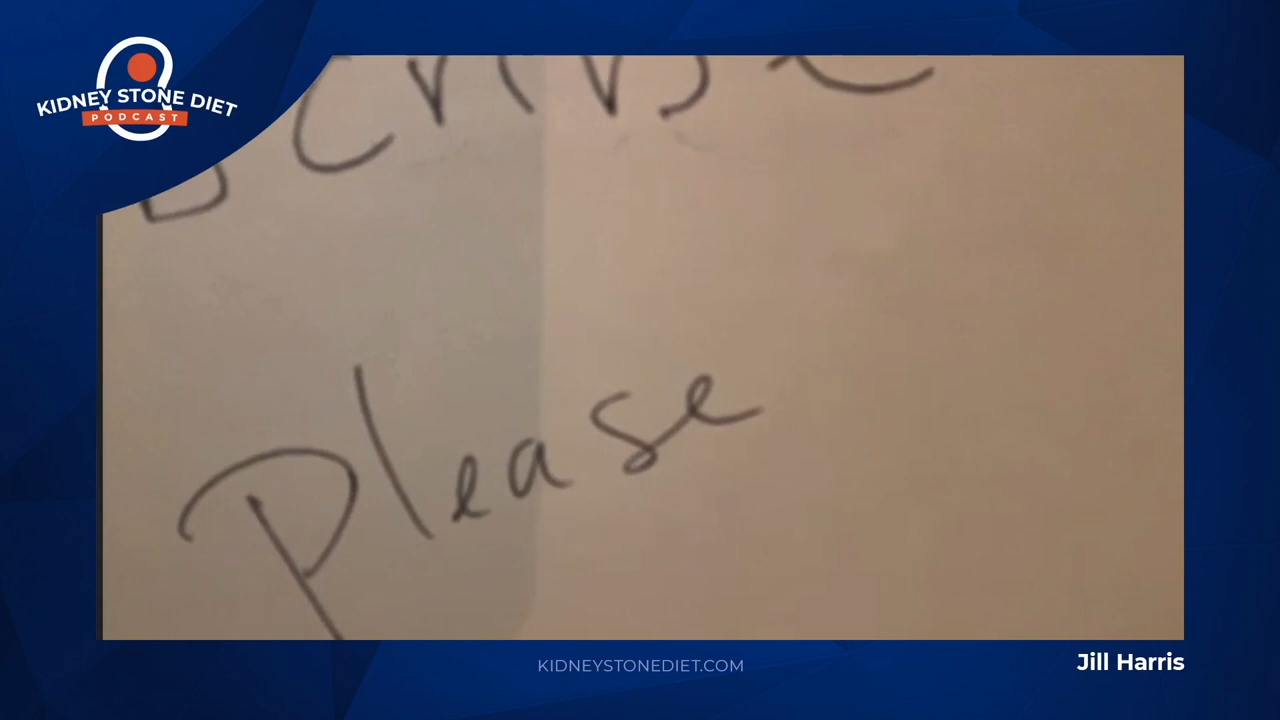 KIDNEY STONE DIET
PODCAST
Please
KIDNEYSTONEDIET.COM
Jill Harris